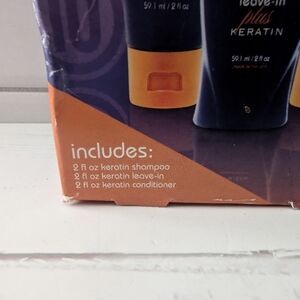 59.1 ml / 2 fl oz
leave-in
plus
KERATIN
59.1 ml / 2 fl oz
includes:
2 fl oz keratin shampoo
2 fl oz keratin leave-in
2 fl oz keratin conditioner